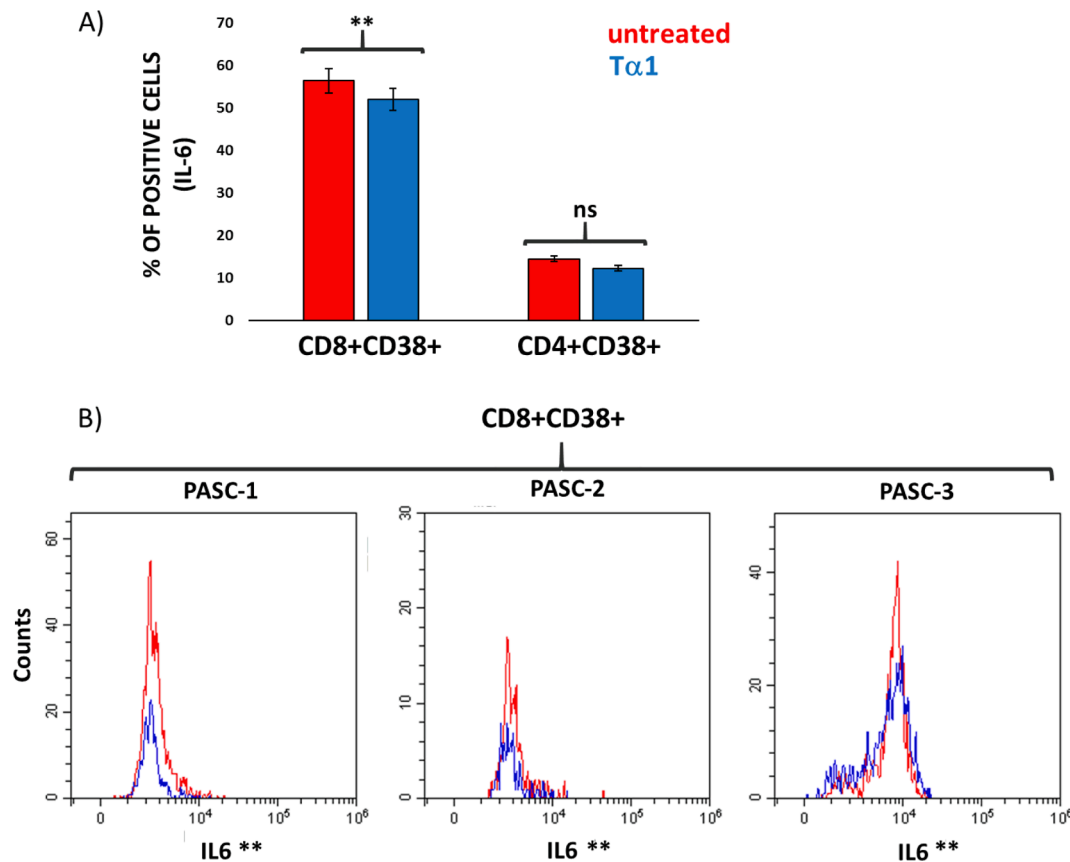 A)
70
60
50
40
30
20
10
0
% OF POSITIVE CELLS
(IL-6)
**
ns
untreated
Tα1
CD8+CD38+
CD4+CD38+
B)
CD8+CD38+
PASC-1
PASC-2
PASC-3
Counts
60
40
20
0
0
10⁴
10⁵
10⁶
IL6 **
30
20
10
0
0
10⁴
10⁵
10⁶
IL6 **
40
20
0
0
10⁴
10⁵
10⁶
IL6 **